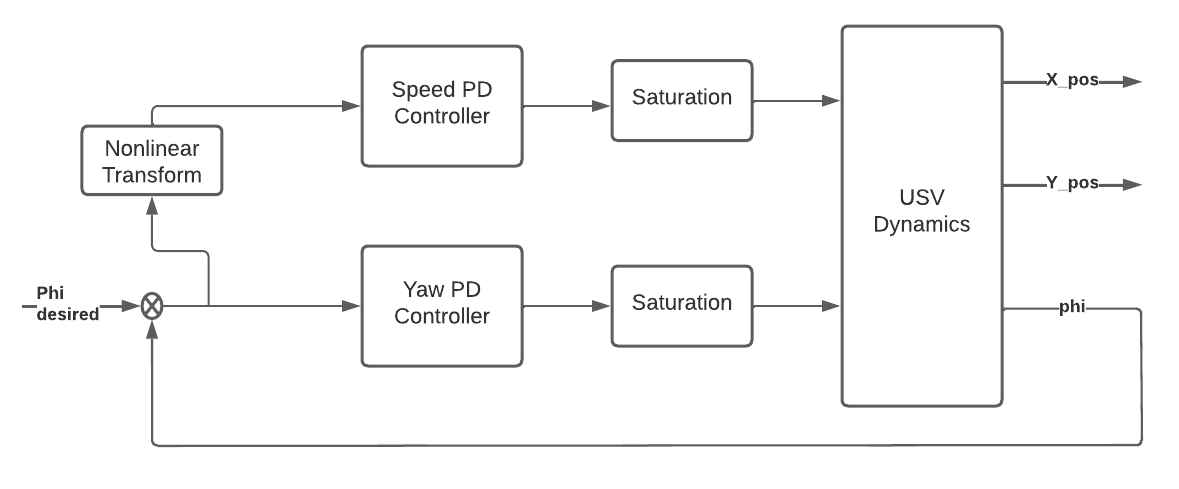 Speed PD
Controller
Saturation
X_pos
Nonlinear
Transform
Y_pos
USV
Dynamics
Phi
desired
Yaw PD
Controller
Saturation
phi